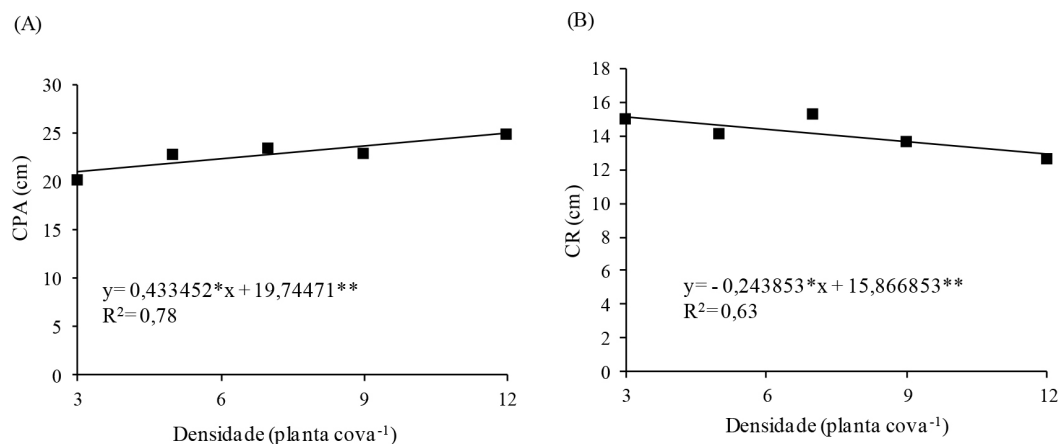 (A)
30
25
20
15
10
5
0
CPA (cm)
y= 0,433452*x + 19,74471**
R²= 0,78
3 6 9 12
Densidade (planta cova⁻¹)
(B)
18
16
14
12
10
8
6
4
2
0
CR (cm)
y= - 0,243853*x + 15,866853**
R²= 0,63
3 6 9 12
Densidade (planta cova⁻¹)